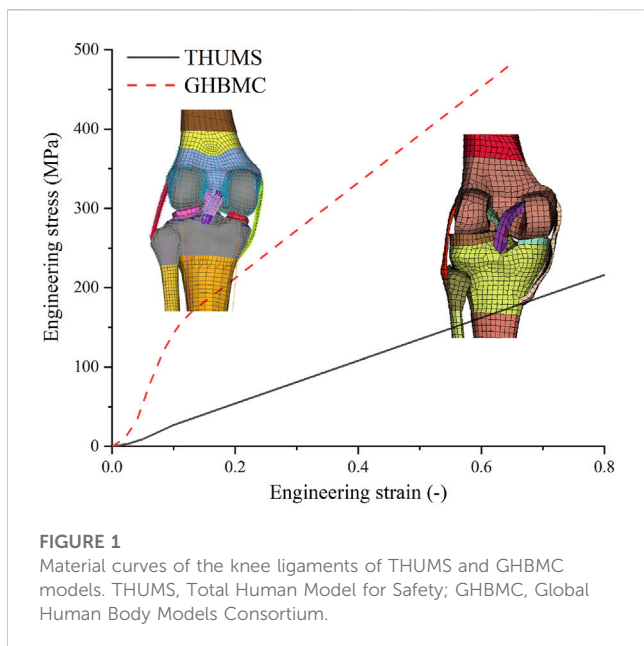 500
400
300
200
100
0
Engineering stress (MPa)
THUMS
GHBMC
0.0
0.2
0.4
0.6
0.8
Engineering strain (-)
FIGURE 1
Material curves of the knee ligaments of THUMS and GHBMC
models. THUMS, Total Human Model for Safety; GHBMC, Global
Human Body Models Consortium.